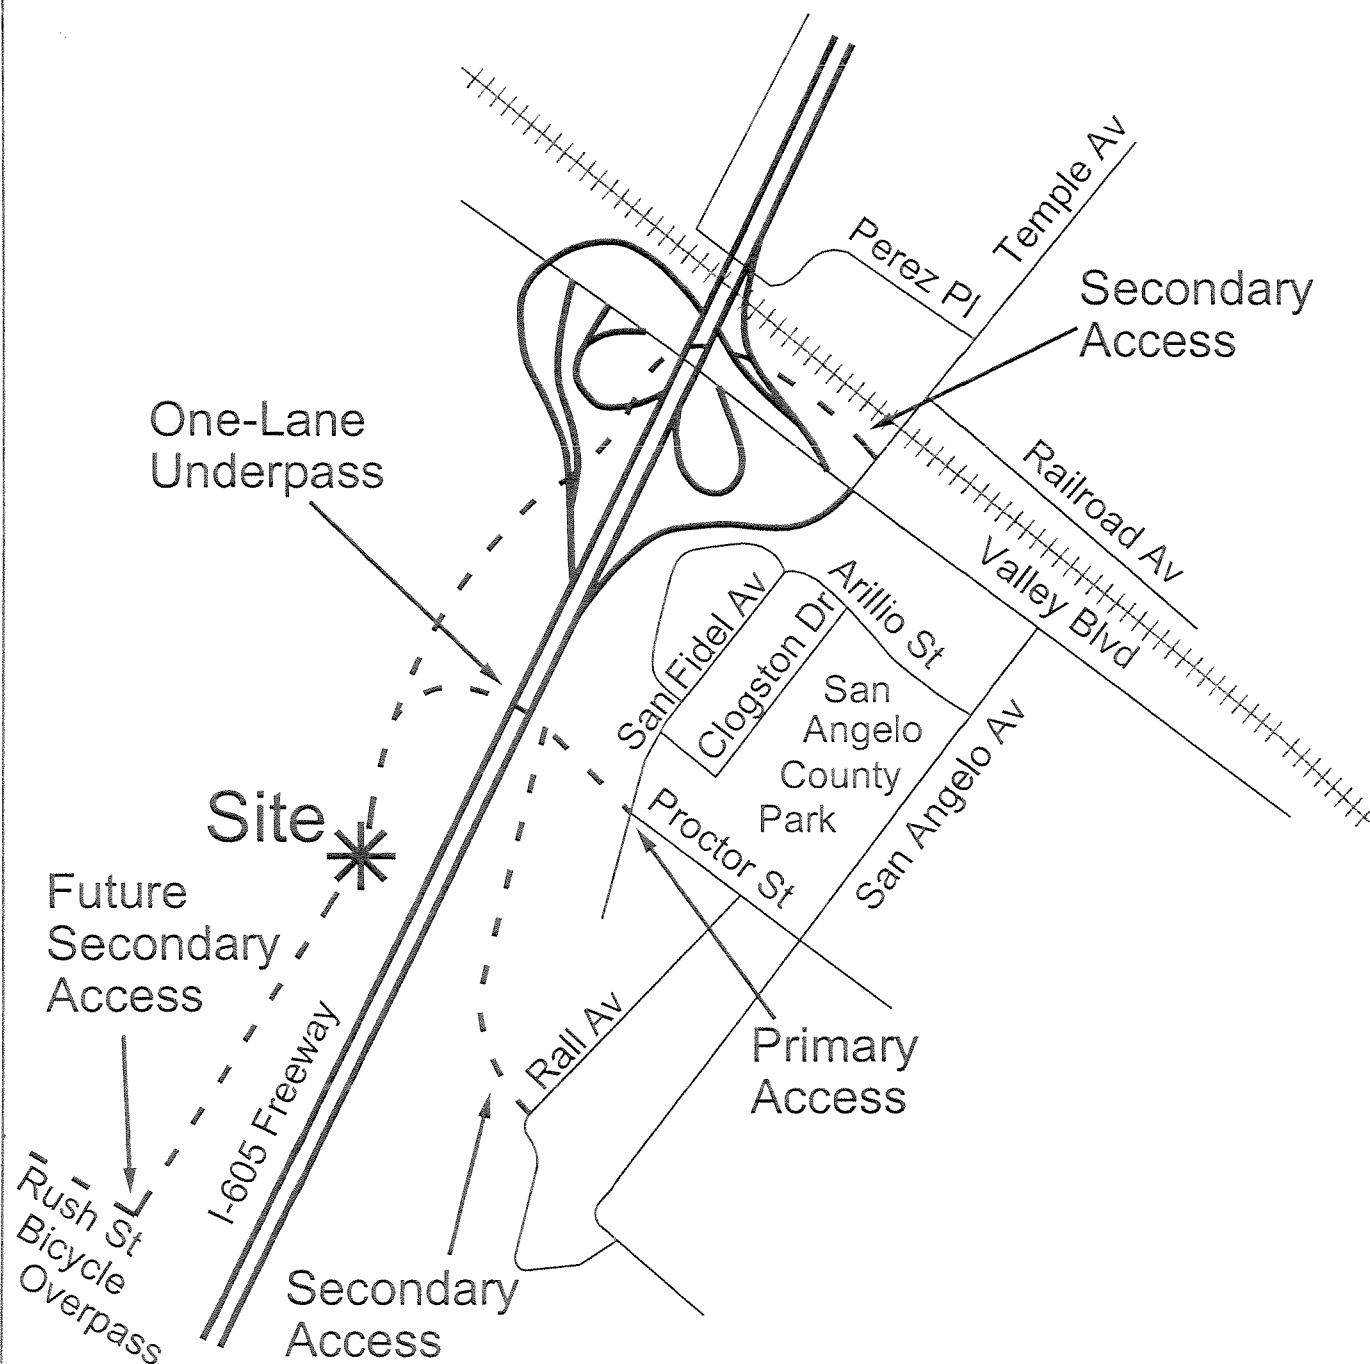 Temple Av
Perez Pl
Secondary
Access
One-Lane
Underpass
Railroad Av
Valley Blvd
Arillio St
San Fidel Av
Clogston Dr
San
Angelo
County
Park
San Angelo Av
Site
Proctor St
Future
Secondary
Access
Rall Av
Primary
Access
I-605 Freeway
Rush St
Bicycle
Overpass
Secondary
Access